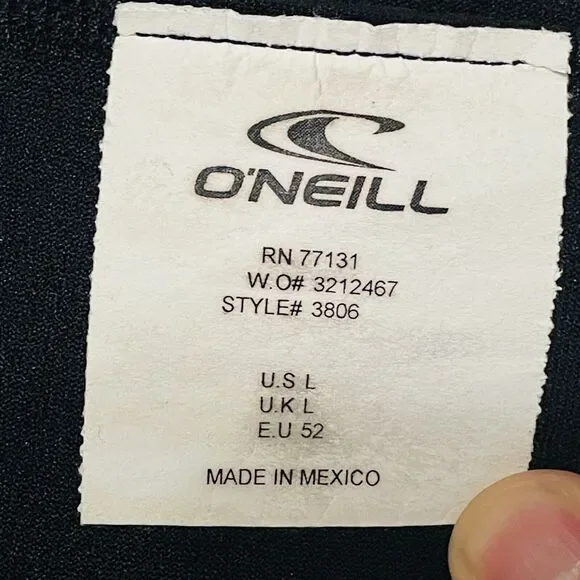 O'NEILL
RN 77131
W.O# 3212467
STYLE# 3806
U.S L
U.K L
E.U 52
MADE IN MEXICO